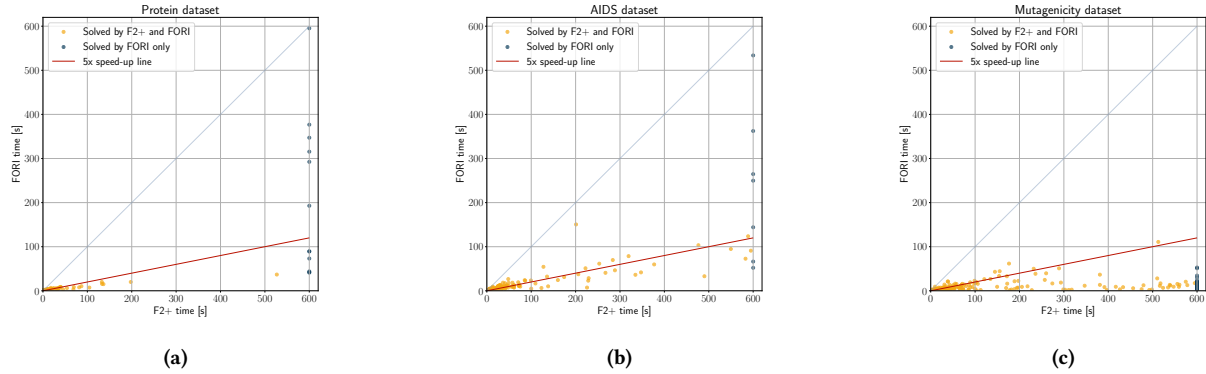 Protein dataset
600
500
400
300
200
100
0
FORI time [s]
Solved by F2+ and FORI
Solved by FORI only
5x speed-up line
0
100
200
300
400
500
600
F2+ time [s]
(a)
AIDS dataset
600
500
400
300
200
100
0
FORI time [s]
Solved by F2+ and FORI
Solved by FORI only
5x speed-up line
0
100
200
300
400
500
600
F2+ time [s]
(b)
Mutagenicity dataset
600
500
400
300
200
100
0
FORI time [s]
Solved by F2+ and FORI
Solved by FORI only
5x speed-up line
0
100
200
300
400
500
600
F2+ time [s]
(c)